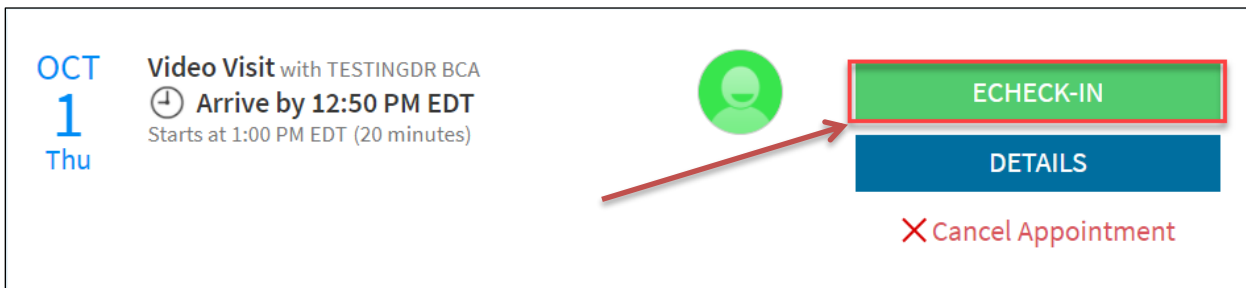 OCT
1
Thu
Video Visit with TESTINGDR BCA
Arrive by 12:50 PM EDT
Starts at 1:00 PM EDT (20 minutes)
ECHECK-IN
DETAILS
Cancel Appointment